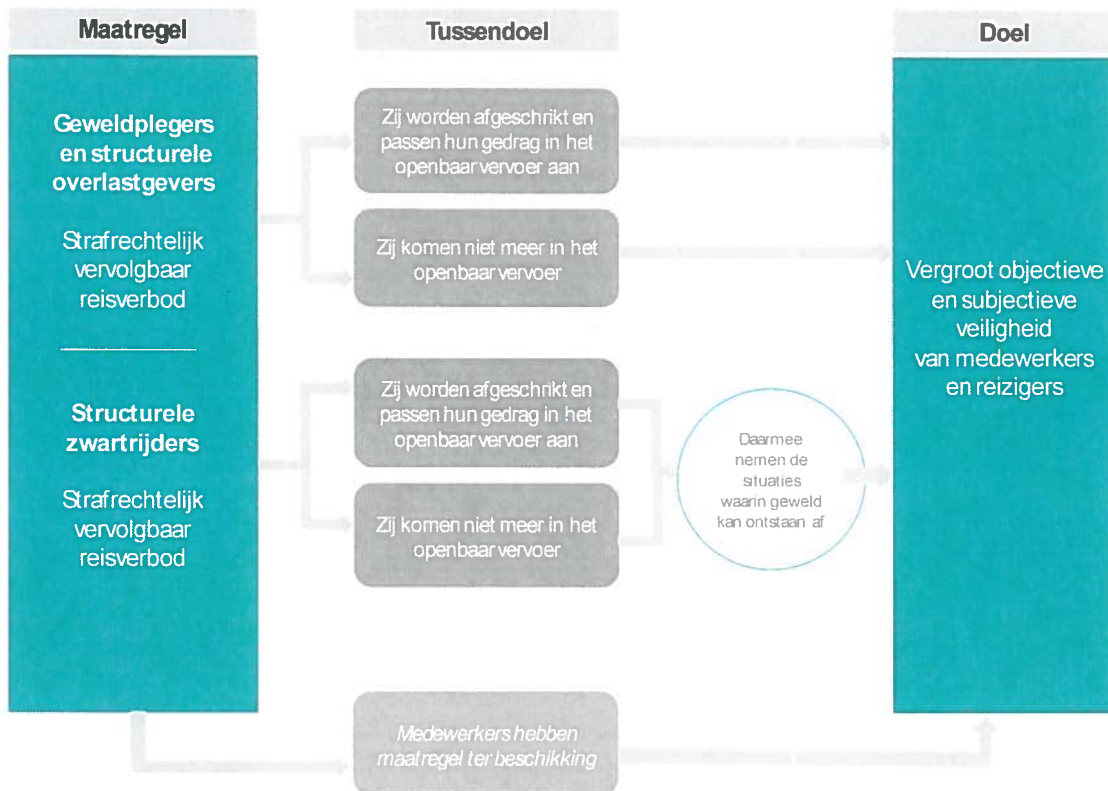 Maatregel
Tussendoel
Doel
Geweldplegers
en structurele
overlastgevers
Strafrechtelijk
vervolgbaar
reisverbod
Structurele
zwartrijders
Strafrechtelijk
vervolgbaar
reisverbod
Zij worden afgeschrikt en
passen hun gedrag in het
openbaar vervoer aan
Zij komen niet meer in het
openbaar vervoer
Zij worden afgeschrikt en
passen hun gedrag in het
openbaar vervoer aan
Zij komen niet meer in het
openbaar vervoer
Daarmee
nemen de
situaties
waarin geweld
kan ontstaan af
Medewerkers hebben
maatregel ter beschikking
Vergroot objectieve
en subjectieve
veiligheid
van medewerkers
en reizigers